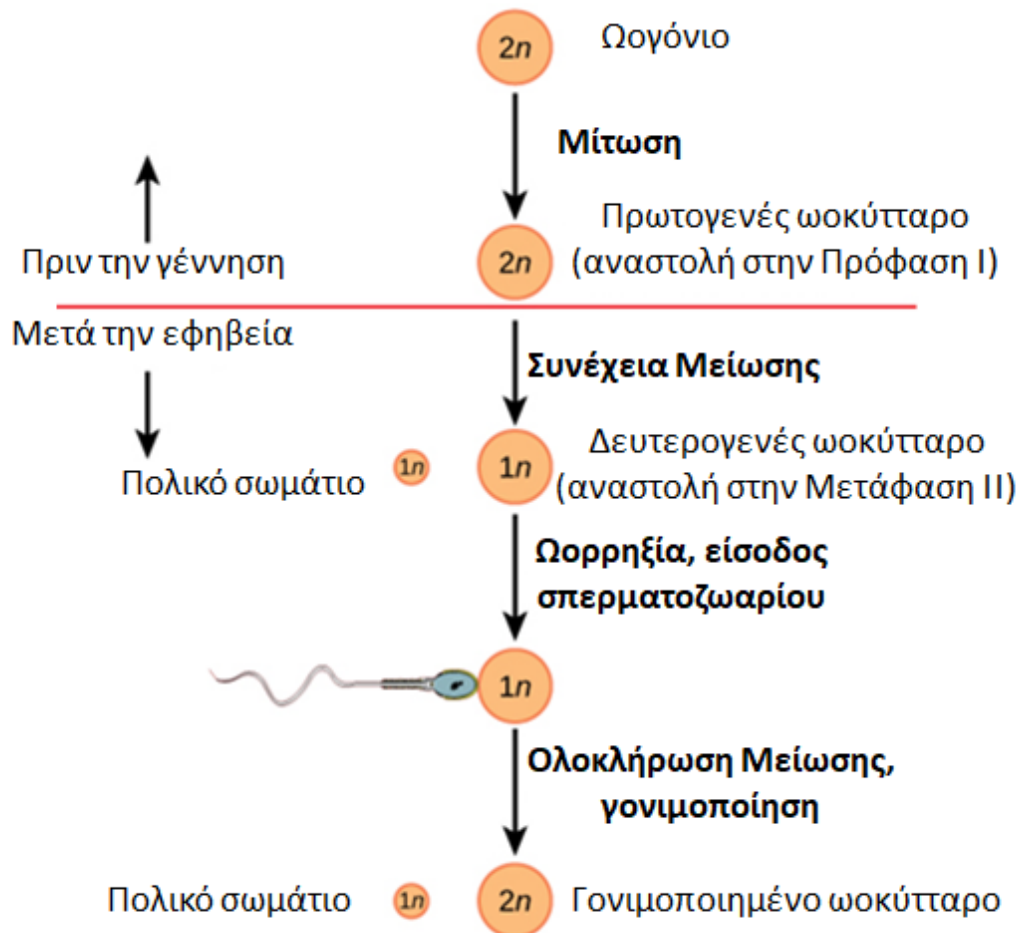 2n
Ωογόνιο
Μίτωση
Πρωτογενές ωοκύτταρο
(αναστολή στην Πρόφαση Ι)
2n
Πριν την γέννηση
Μετά την εφηβεία
Συνέχεια Μείωσης
Πολικό σωμάτιο
1n
1n
Δευτερογενές ωοκύτταρο
(αναστολή στην Μετάφαση ΙΙ)
Ωορρηξία, είσοδος
σπερματοζωαρίου
1n
Ολοκλήρωση Μείωσης,
γονιμοποίηση
Πολικό σωμάτιο
1n
2n
Γονιμοποιημένο ωοκύτταρο